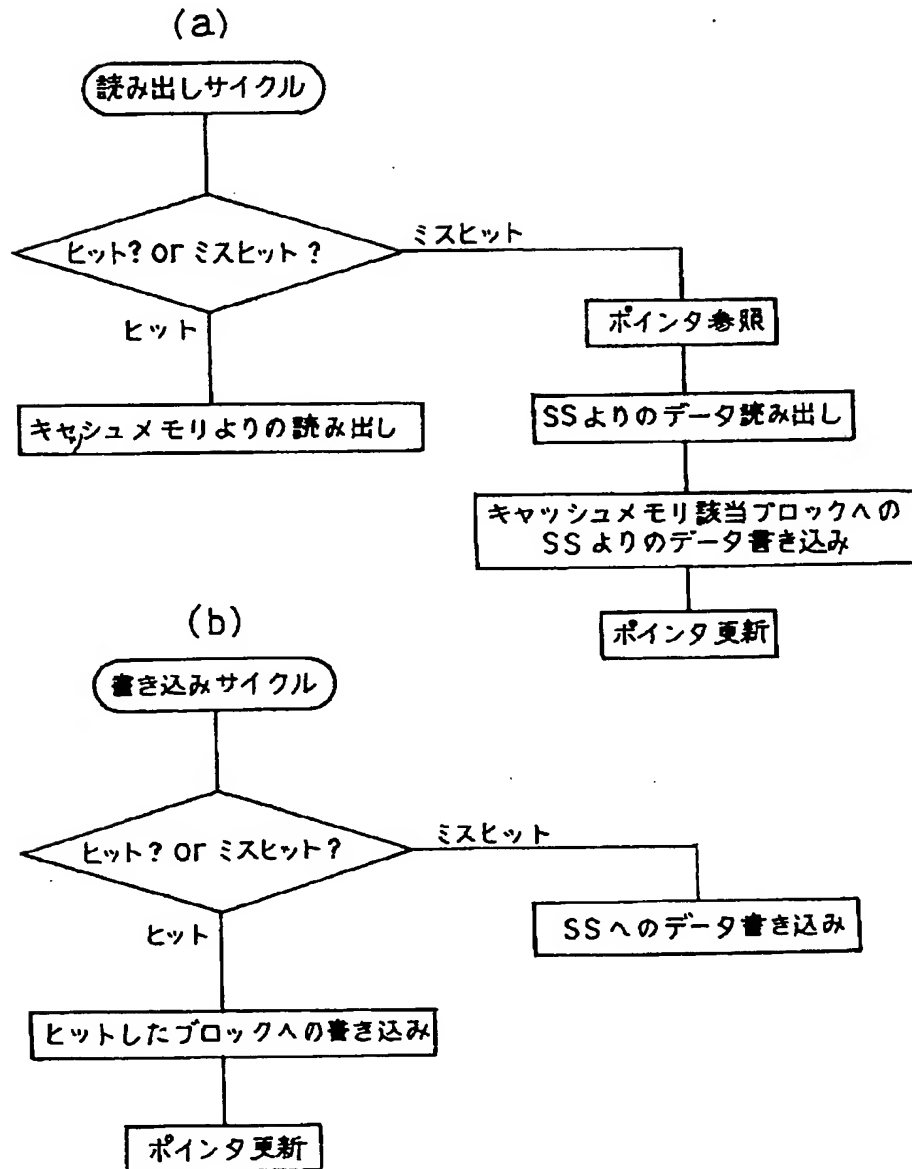 (a)
読み出しサイクル
ヒット? or ミスヒット ?
ミスヒット
ヒット
キャッシュメモリよりの読み出し
ポインタ参照
SSよりのデータ読み出し
キャッシュメモリ該当ブロックへの
SSよりのデータ書き込み
ポインタ更新
(b)
書き込みサイクル
ヒット? or ミスヒット?
ミスヒット
ヒット
SSへのデータ書き込み
ヒットしたブロックへの書き込み
ポインタ更新